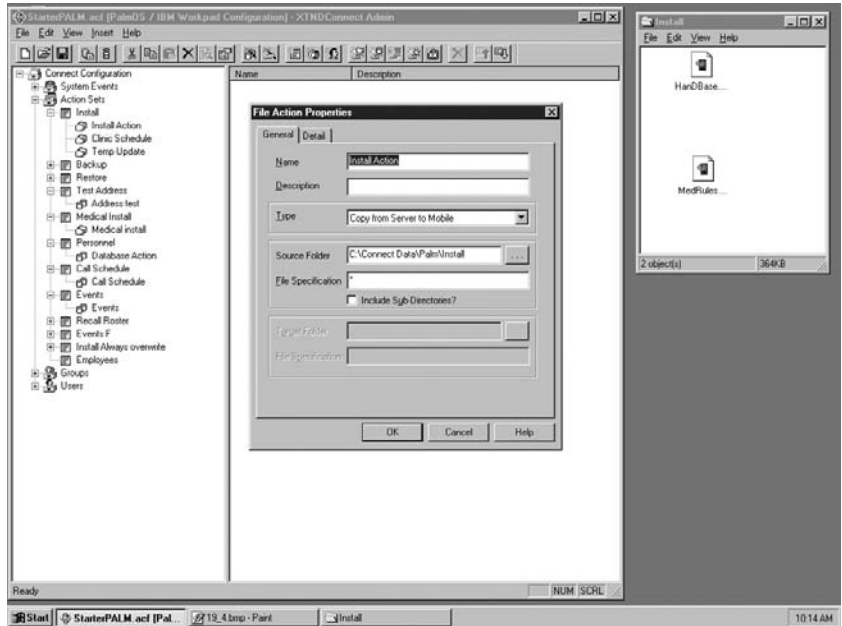 StarterPALM.acf [PalmOS / IBM Workpad Configuration] - XTNDConnect Admin
File Edit View Insert Help
Connect Configuration
System Events
Action Sets
Install
Install Action
Clinic Schedule
Temp Update
Backup
Restore
Test Address
Address test
Medical Install
Medical install
Personnel
Database Action
Call Schedule
Call Schedule
Events
Events
Recall Roster
Events F
Install Always overwrite
Employees
Groups
Users
Name Description
File Action Properties
General Detail
Name Install Action
Description
Type Copy from Server to Mobile
Source Folder C:\Connect Data\Palm\Install ...
File Specification *
Include Sub-Directories?
Target Folder
File Specification
OK Cancel Help
Ready NUM SCRL
Install
File Edit View Help
HanDBase...
MedRules...
2 object(s) 364KB
Start StarterPALM.acf [Pal... 19_4.bmp - Paint Install 10:14 AM